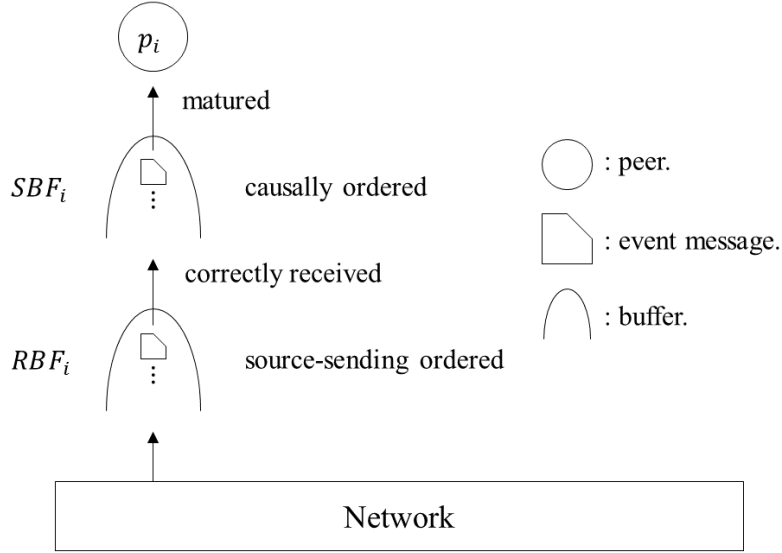 p_i
matured
SBF_i
causally ordered
: peer.
: event message.
correctly received
: buffer.
RBF_i
source-sending ordered
Network